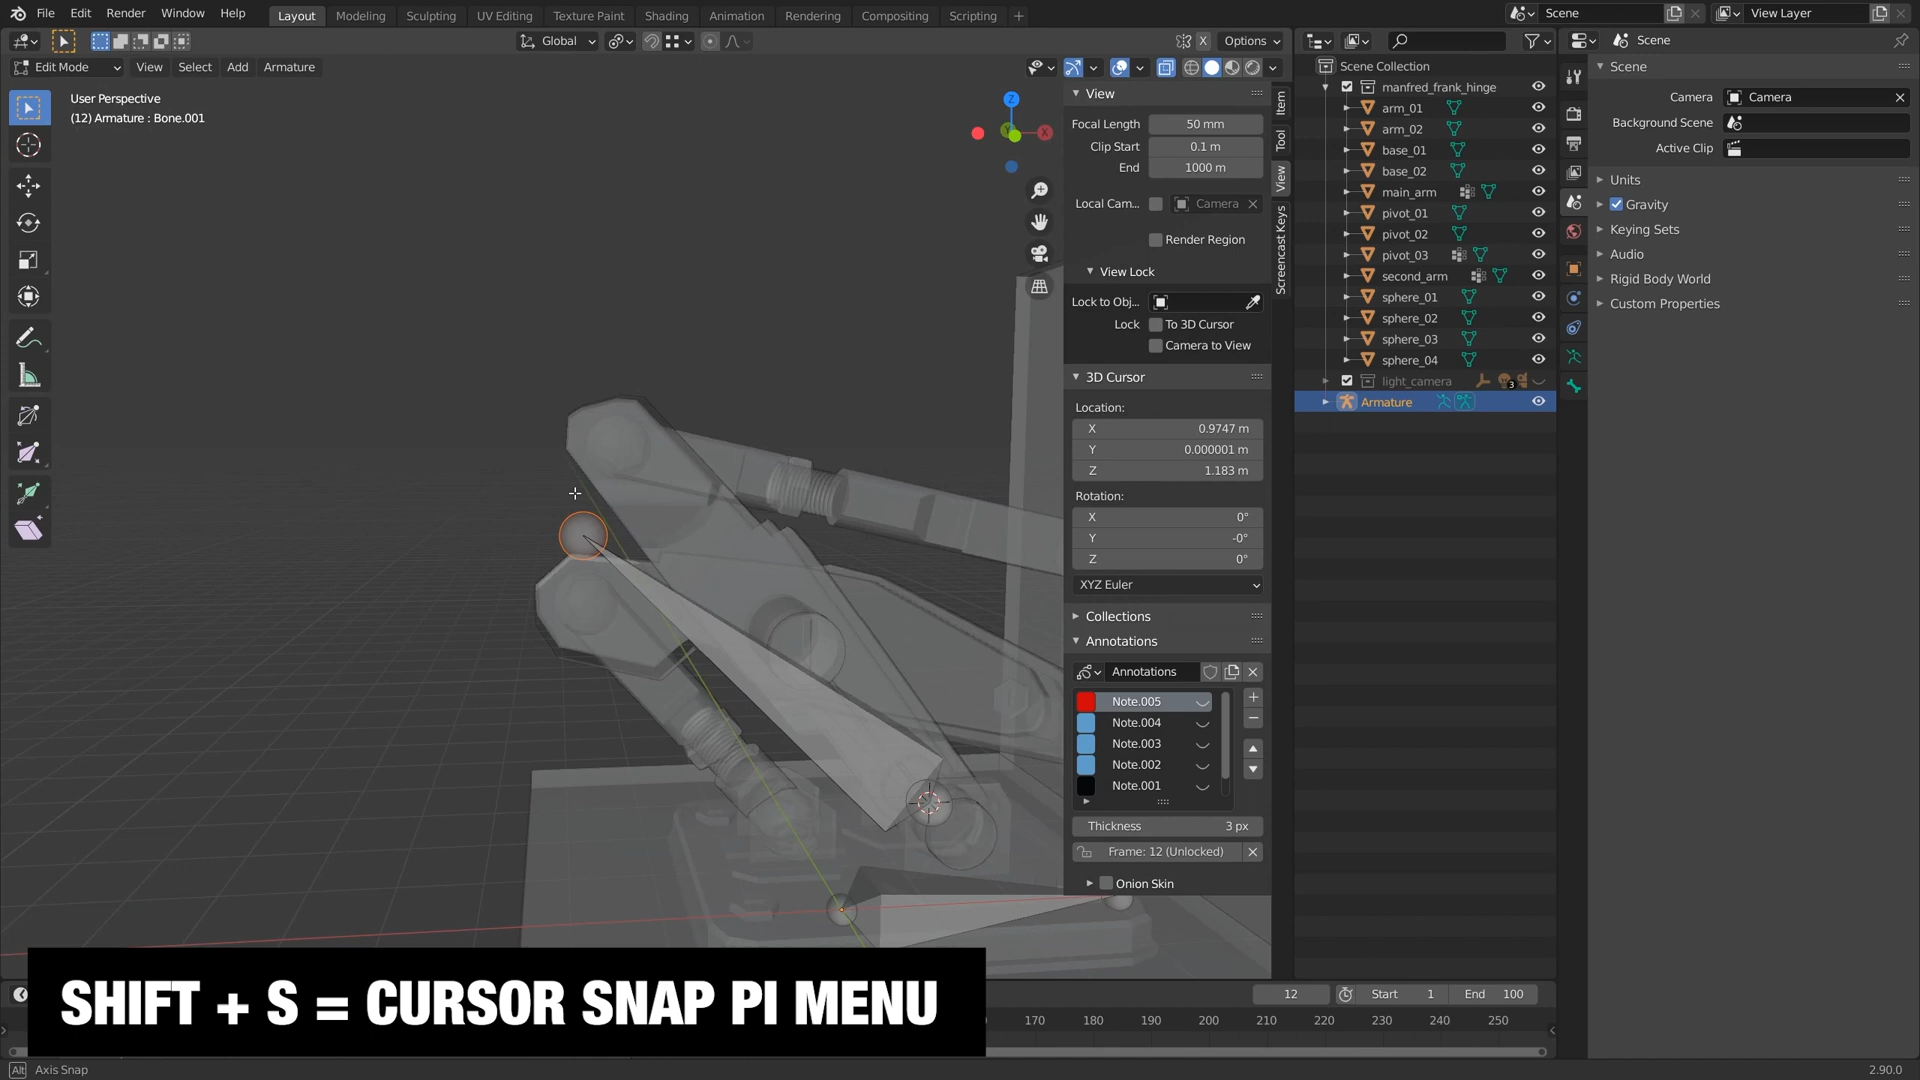 File Edit Render Window Help Layout Modeling Sculpting UV Editing Texture Paint Shading Animation Rendering Compositing Scripting + Scene View Layer
Global X Options
Edit Mode View Select Add Armature
User Perspective
(12) Armature : Bone.001
Z
X
Y
View
Focal Length 50 mm
Clip Start 0.1 m
End 1000 m
Local Cam... Camera
Render Region
View Lock
Lock to Obj...
Lock To 3D Cursor
Camera to View
3D Cursor
Location:
X 0.9747 m
Y 0.000001 m
Z 1.183 m
Rotation:
X 0°
Y -0°
Z 0°
XYZ Euler
Collections
Annotations
Annotations
Note.005
Note.004
Note.003
Note.002
Note.001
Thickness 3 px
Frame: 12 (Unlocked)
Onion Skin
Item
Tool
View
Screencast Keys
Scene Collection
manfred_frank_hinge
arm_01
arm_02
base_01
base_02
main_arm
pivot_01
pivot_02
pivot_03
second_arm
sphere_01
sphere_02
sphere_03
sphere_04
light_camera 3
Armature
Scene
Scene
Camera Camera
Background Scene
Active Clip
Units
Gravity
Keying Sets
Audio
Rigid Body World
Custom Properties
SHIFT + S = CURSOR SNAP PI MENU
12 Start 1 End 100
170 180 190 200 210 220 230 240 250
Alt Axis Snap
2.90.0